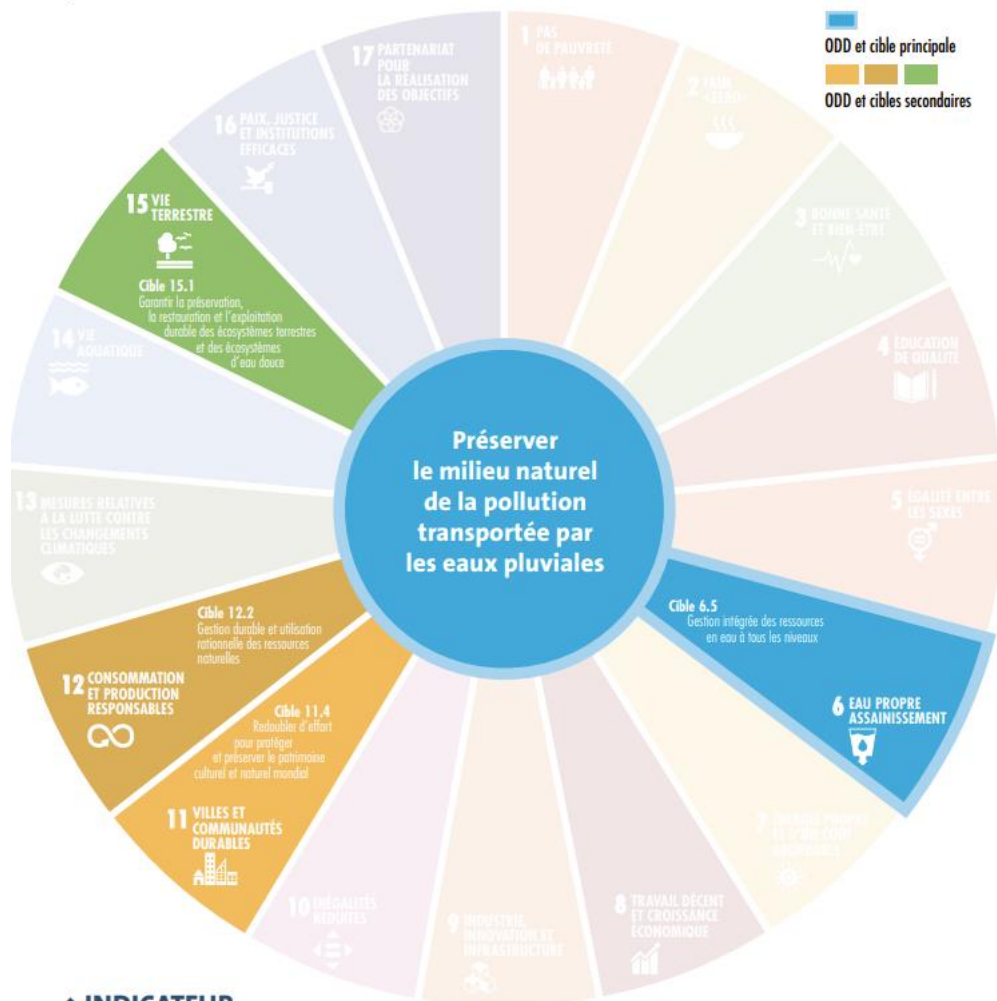 ODD et cible principale
ODD et cibles secondaires
1 PAS
DE PAUVRETÉ
2 FAIM
«ZÉRO»
3 BONNE SANTÉ
ET BIEN-ÊTRE
4 ÉDUCATION
DE QUALITÉ
5 ÉGALITÉ ENTRE
LES SEXES
Cible 6.5
Gestion intégrée des ressources
en eau à tous les niveaux
6 EAU PROPRE
ASSAINISSEMENT
7 
8 TRAVAIL DÉCENT
ET CROISSANCE
ÉCONOMIQUE
9 INDUSTRIE,
INNOVATION ET
INFRASTRUCTURE
10 INÉGALITÉS
RÉDUITES
Cible 11.4
Redoubler d'effort
pour protéger
et préserver le patrimoine
culturel et naturel mondial
11 VILLES ET
COMMUNAUTÉS
DURABLES
Cible 12.2
Gestion durable et utilisation
rationnelle des ressources
naturelles
12 CONSOMMATION
ET PRODUCTION
RESPONSABLES
13 MESURES RELATIVES
À LA LUTTE CONTRE
LES CHANGEMENTS
CLIMATIQUES
14 VIE
AQUATIQUE
15 VIE
TERRESTRE
Cible 15.1
Garantir la préservation,
la restauration et l'exploitation
durable des écosystèmes terrestres
et des écosystèmes
d'eau douce
16 PAIX, JUSTICE
ET INSTITUTIONS
EFFICACES
17 PARTENARIAT
POUR
LA RÉALISATION
DES OBJECTIFS
Préserver
le milieu naturel
de la pollution
transportée par
les eaux pluviales
INDICATEUR